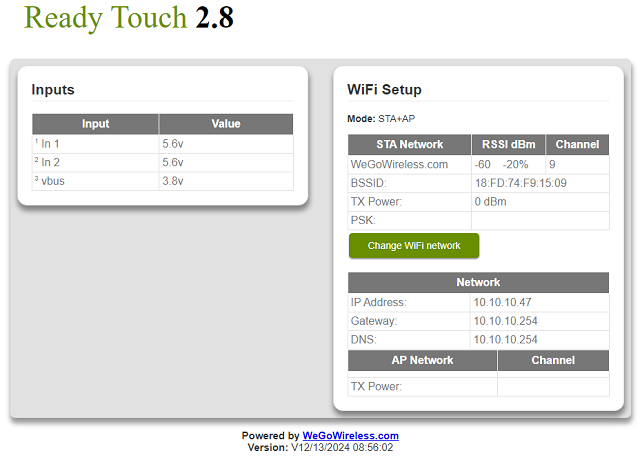 Ready Touch 2.8
Inputs
Input Value
1 In 1 5.6v
2 In 2 5.6v
3 vbus 3.8v
WiFi Setup
Mode: STA+AP
STA Network RSSI dBm Channel
WeGoWireless.com -60 -20% 9
BSSID: 18:FD:74:F9:15:09
TX Power: 0 dBm
PSK:
Change WiFi network
Network
IP Address: 10.10.10.47
Gateway: 10.10.10.254
DNS: 10.10.10.254
AP Network Channel
TX Power:
Powered by WeGoWireless.com
Version: V12/13/2024 08:56:02